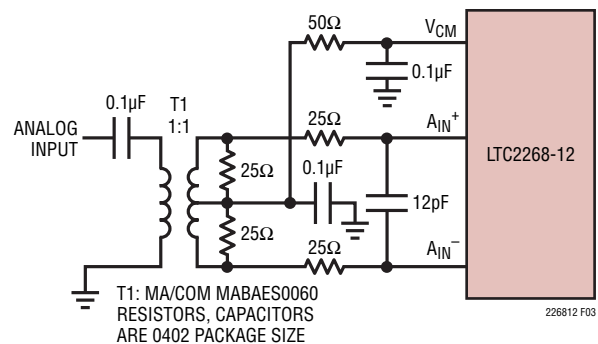 50Ω
V_CM
0.1µF
0.1µF
T1
1:1
25Ω
A_IN^+
ANALOG
INPUT
25Ω
0.1µF
LTC2268-12
12pF
25Ω
25Ω
A_IN^−
T1: MA/COM MABAES0060
RESISTORS, CAPACITORS
ARE 0402 PACKAGE SIZE
226812 F03